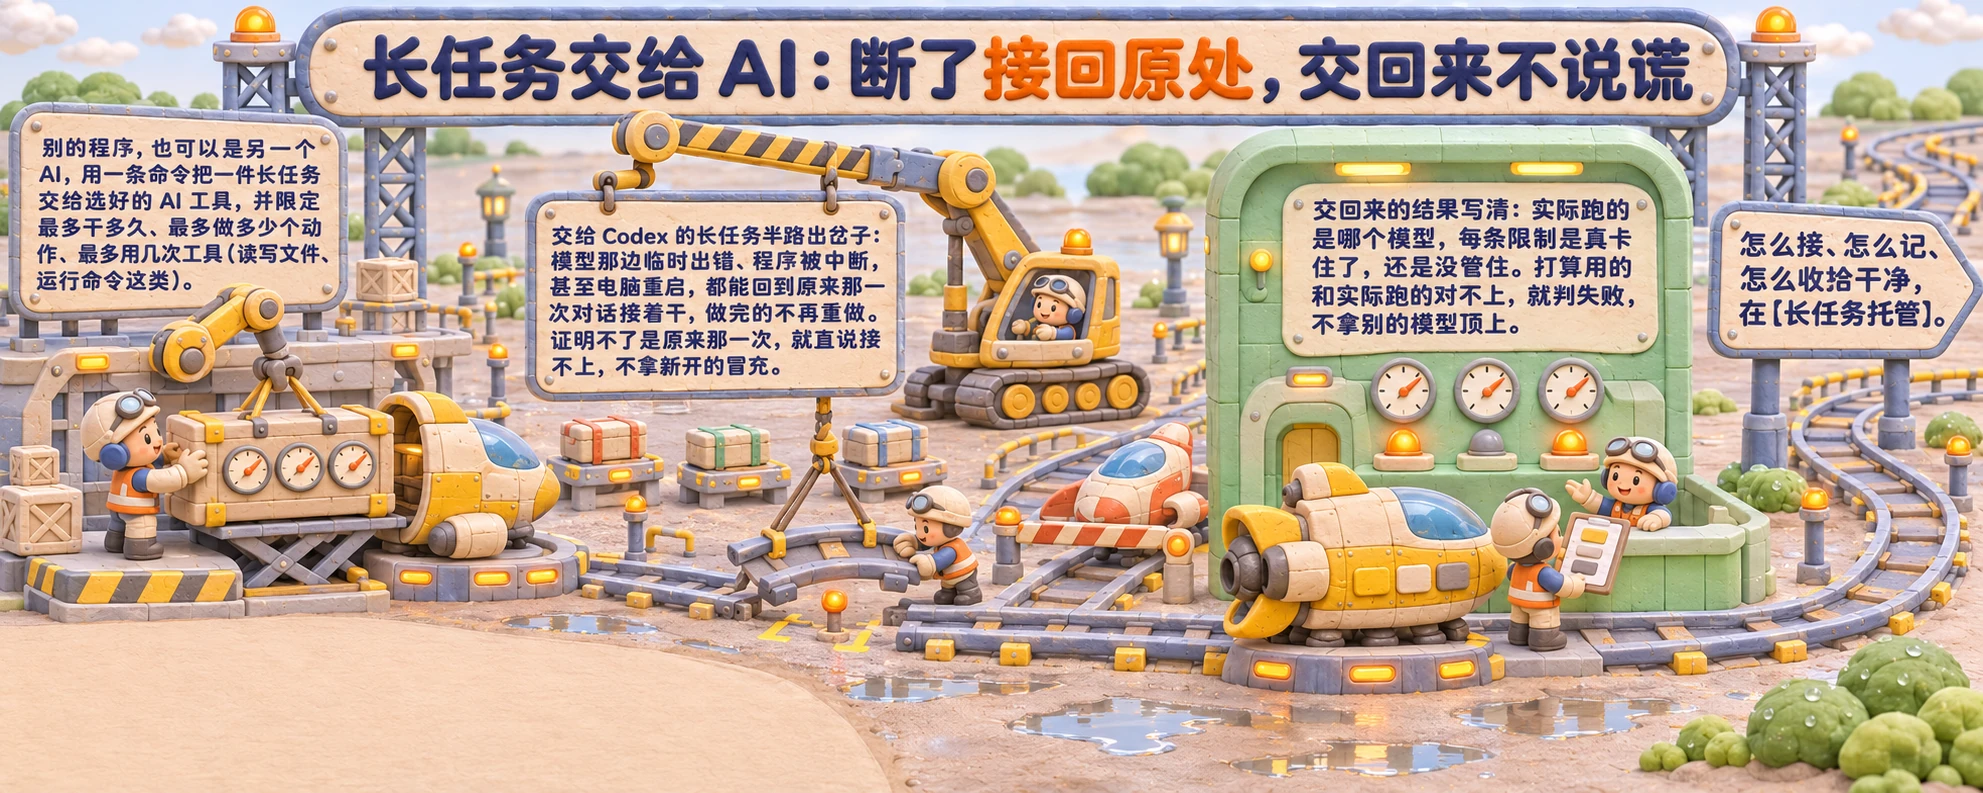 长任务交给 AI：断了接回原处，交回来不说谎
别的程序，也可以是另一个
AI，用一条命令把一件长任务
交给选好的 AI 工具，并限定
最多干多久、最多做多少个动
作、最多用几次工具（读写文件、
运行命令这类）。
交给 Codex 的长任务半路出岔子：
模型那边临时出错、程序被中断，
甚至电脑重启，都能回到原来那一
次对话接着干，做完的不再重做。
证明不了是原来那一次，就直说接
不上，不拿新开的冒充。
交回来的结果写清：实际跑的
是哪个模型，每条限制是真卡
住了，还是没管住。打算用的
和实际跑的对不上，就判失败，
不拿别的模型顶上。
怎么接、怎么记、
怎么收拾干净，
在【长任务托管】。